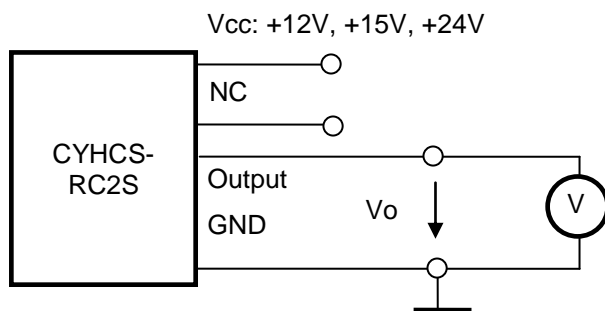 Vcc: +12V, +15V, +24V
NC
CYHCS-
RC2S
Output
Vo
V
GND